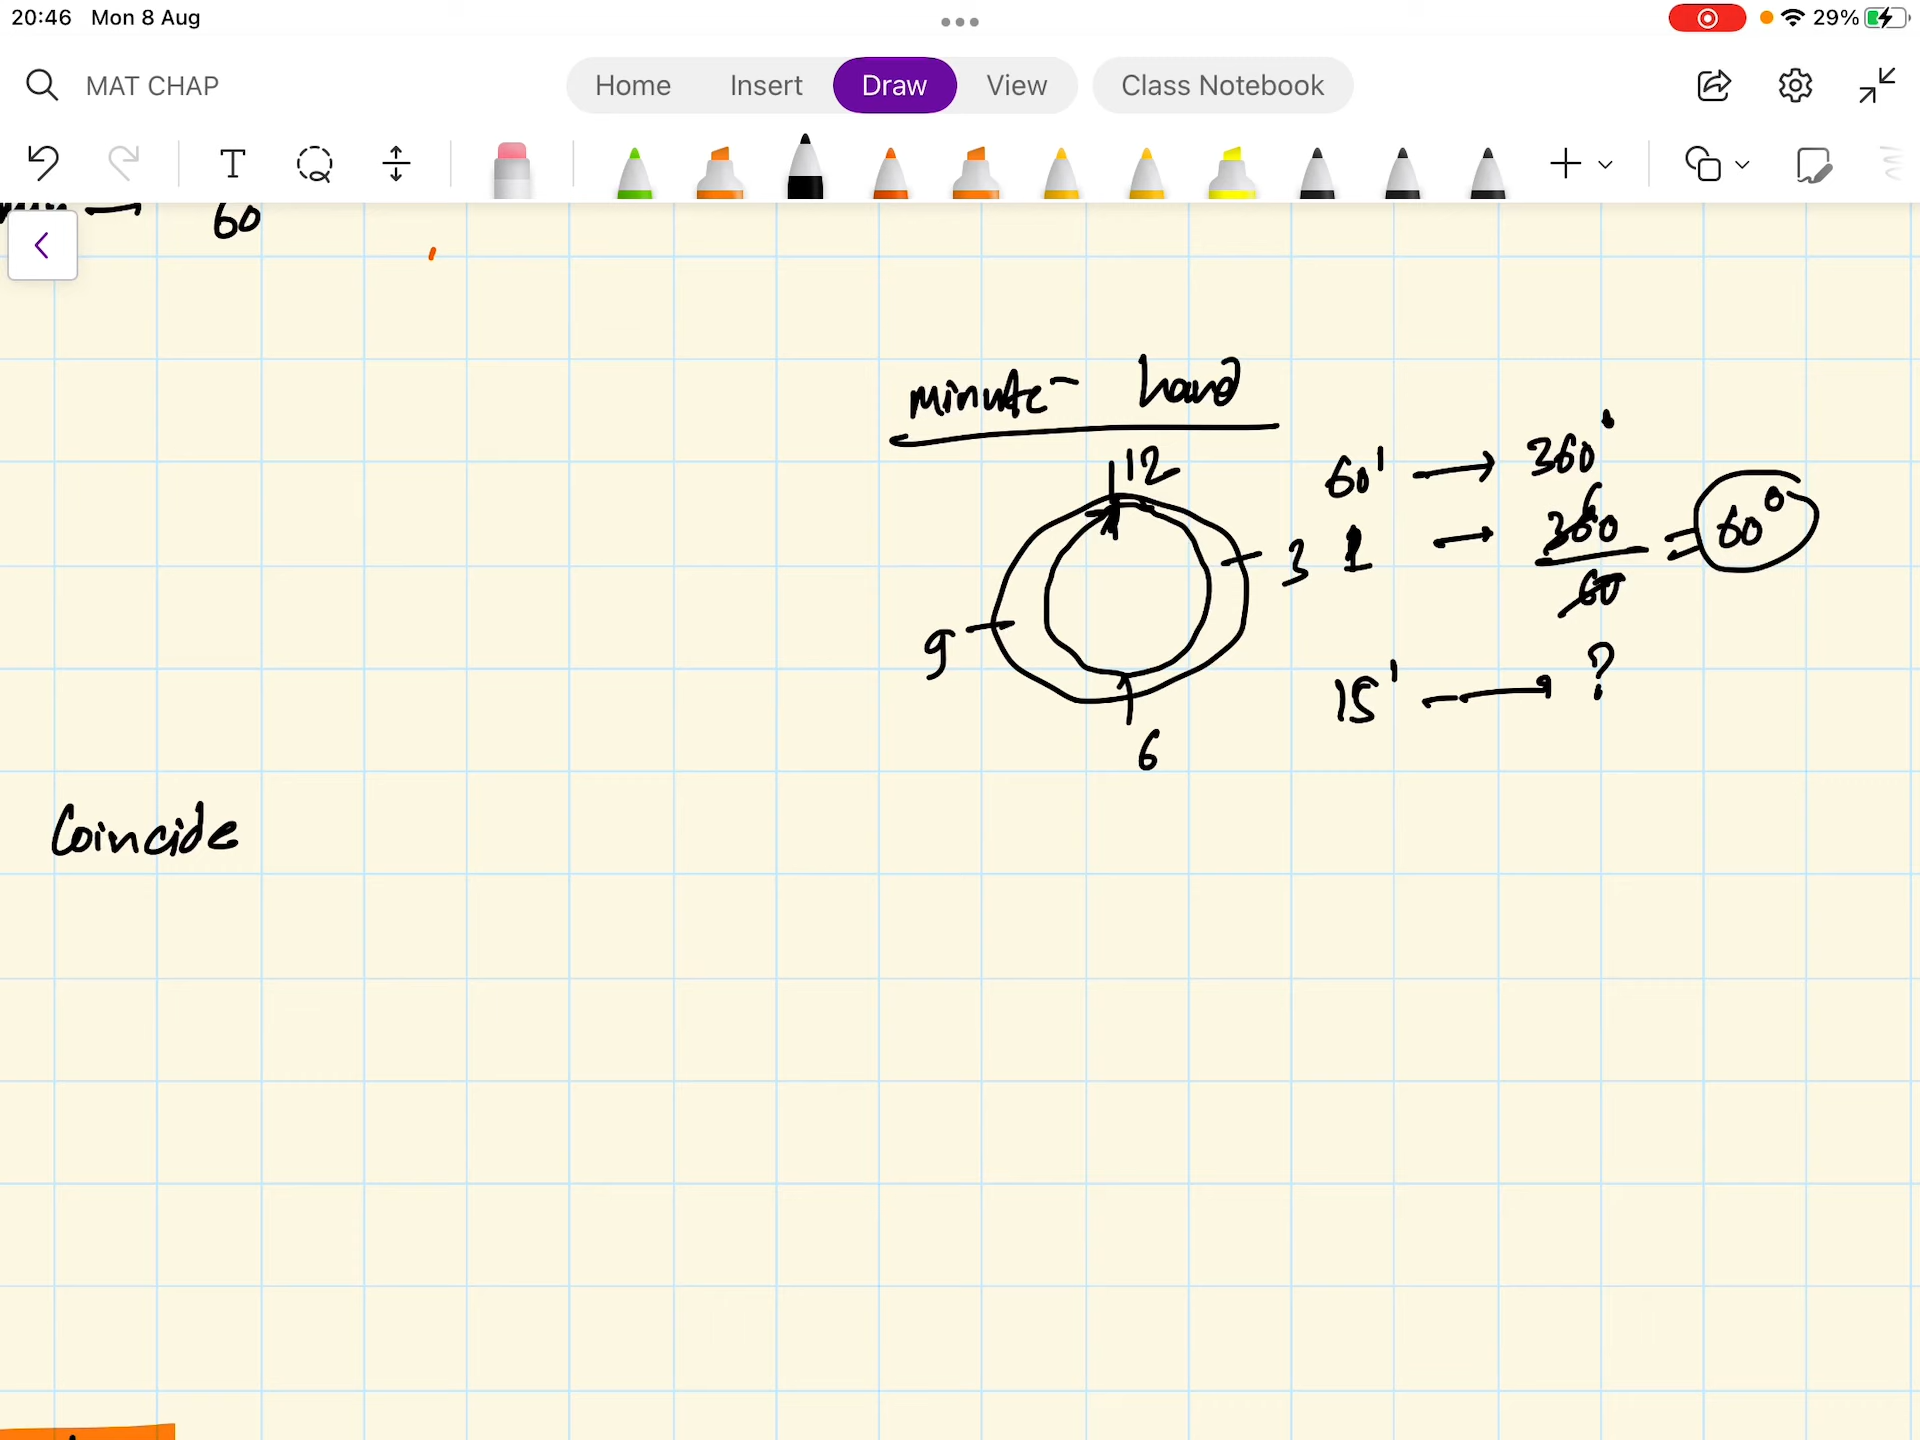 20:46 Mon 8 Aug
29%
MAT CHAP
Home Insert Draw View Class Notebook
T
60
minute hand
12
3
6
9
60' → 360°
1 → 360/60 = 60°
6
15' → ?
Coincide